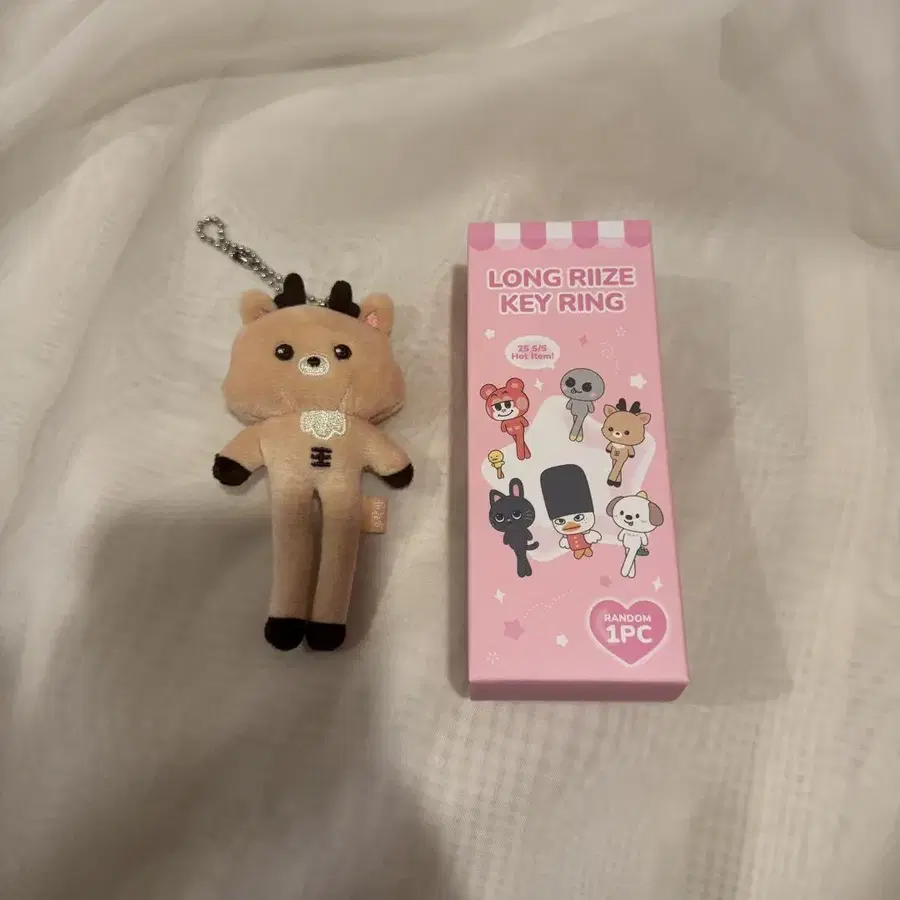 LONG RIIZE
KEY RING
25 S/S
Hot Item!
RANDOM
1PC